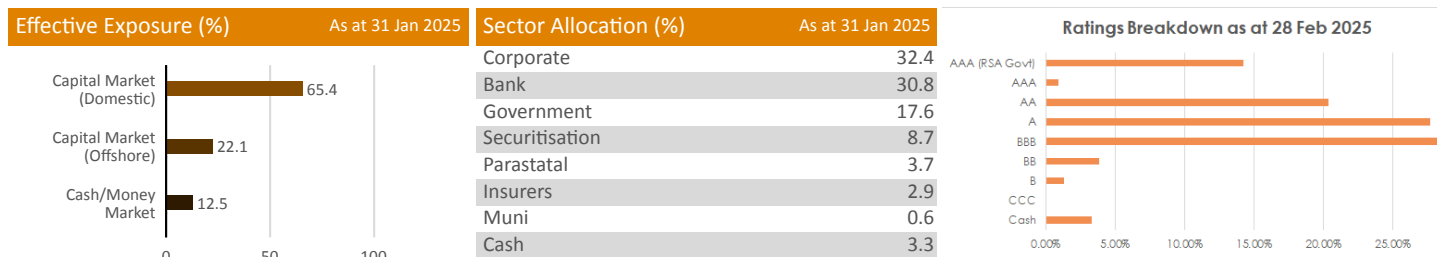 Effective Exposure (%) As at 31 Jan 2025
Capital Market
(Domestic)
65.4
Capital Market
(Offshore)
22.1
Cash/Money
Market
12.5
0 50 100
Sector Allocation (%) As at 31 Jan 2025
Corporate 32.4
Bank 30.8
Government 17.6
Securitisation 8.7
Parastatal 3.7
Insurers 2.9
Muni 0.6
Cash 3.3
Ratings Breakdown as at 28 Feb 2025
AAA (RSA Govt)
AAA
AA
A
BBB
BB
B
CCC
Cash
0.00% 5.00% 10.00% 15.00% 20.00% 25.00%